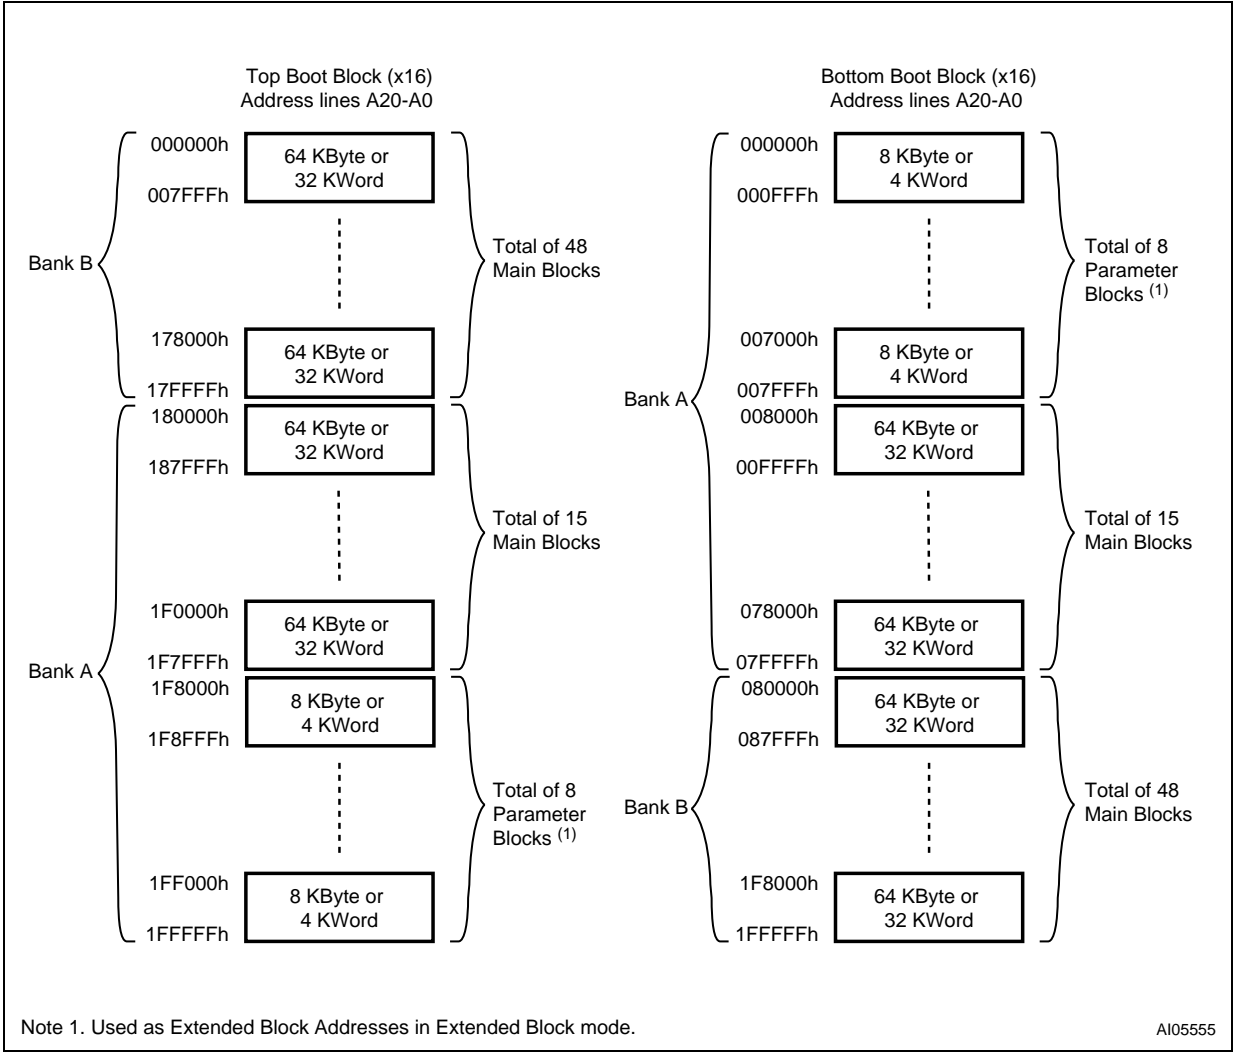 Top Boot Block (x16)
Address lines A20-A0
000000h
64 KByte or
32 KWord
007FFFh
Bank B
Total of 48
Main Blocks
178000h
64 KByte or
32 KWord
17FFFFh
180000h
64 KByte or
32 KWord
187FFFh
Total of 15
Main Blocks
1F0000h
64 KByte or
32 KWord
1F7FFFh
Bank A
1F8000h
8 KByte or
4 KWord
1F8FFFh
Total of 8
Parameter
Blocks (1)
1FF000h
8 KByte or
4 KWord
1FFFFFh
Bottom Boot Block (x16)
Address lines A20-A0
000000h
8 KByte or
4 KWord
000FFFh
Total of 8
Parameter
Blocks (1)
007000h
8 KByte or
4 KWord
007FFFh
Bank A
008000h
64 KByte or
32 KWord
00FFFFh
Total of 15
Main Blocks
078000h
64 KByte or
32 KWord
07FFFFh
080000h
64 KByte or
32 KWord
087FFFh
Bank B
Total of 48
Main Blocks
1F8000h
64 KByte or
32 KWord
1FFFFFh
Note 1. Used as Extended Block Addresses in Extended Block mode.
AI05555